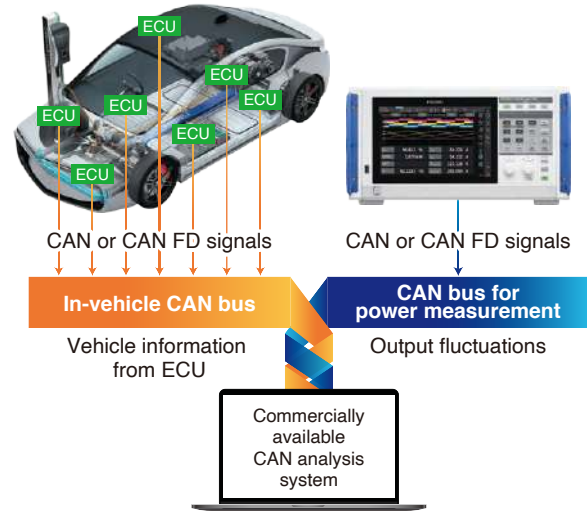 ECU
ECU
ECU
ECU
ECU
ECU
ECU
HIOKI
CAN or CAN FD signals
CAN or CAN FD signals
In-vehicle CAN bus
CAN bus for
power measurement
Vehicle information
from ECU
Output fluctuations
Commercially
available
CAN analysis
system